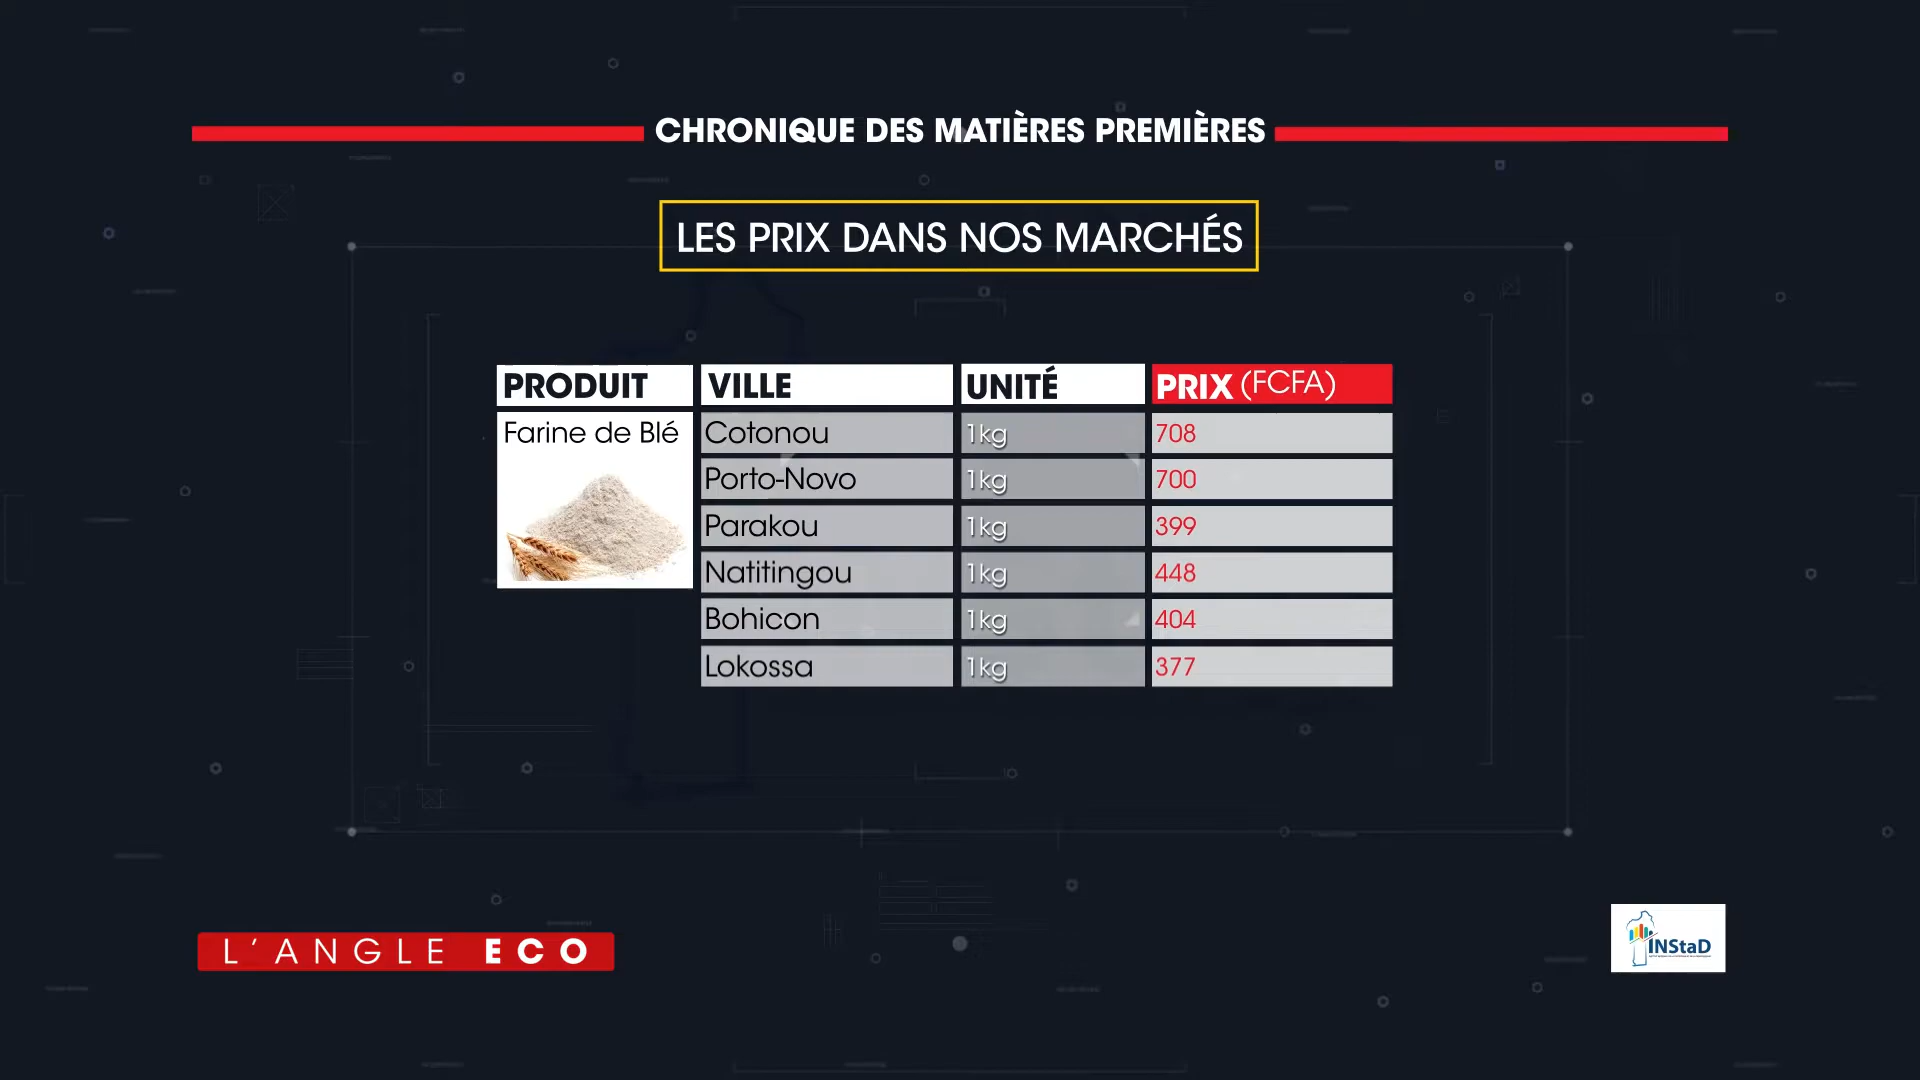 CHRONIQUE DES MATIÈRES PREMIÈRES
LES PRIX DANS NOS MARCHÉS
PRODUIT VILLE UNITÉ PRIX (FCFA)
Farine de Blé Cotonou 1kg 708
Porto-Novo 1kg 700
Parakou 1kg 399
Natitingou 1kg 448
Bohicon 1kg 404
Lokossa 1kg 377
L'ANGLE ECO
INStaD